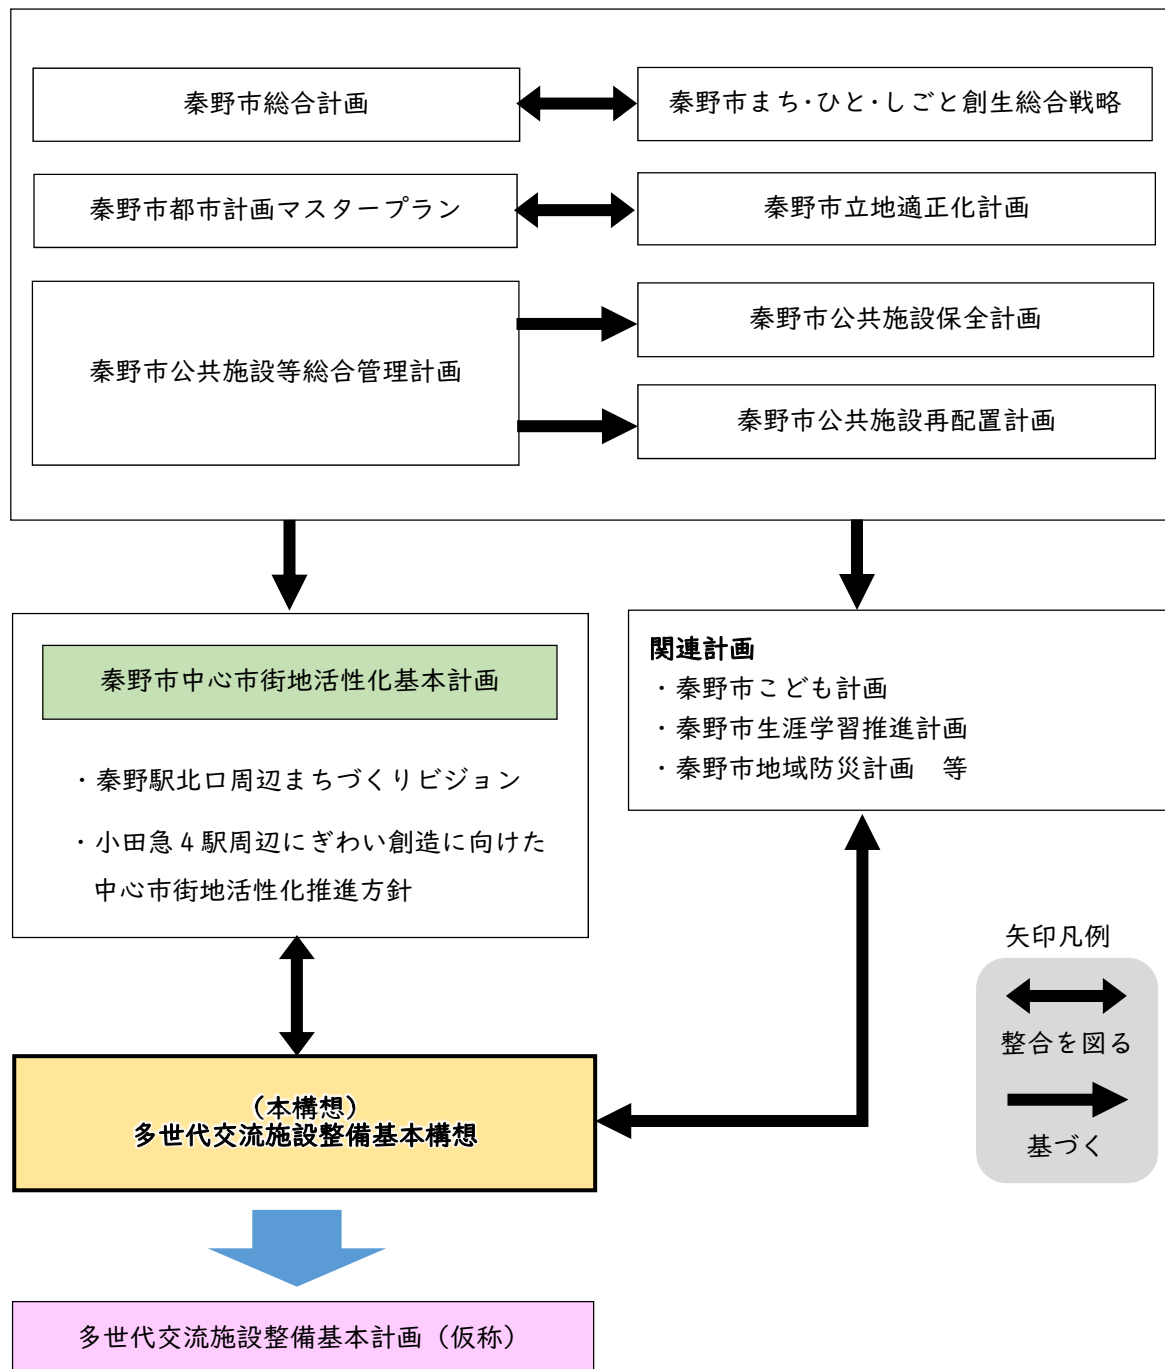 秦野市総合計画
秦野市まち・ひと・しごと創生総合戦略
秦野市都市計画マスタープラン
秦野市立地適正化計画
秦野市公共施設等総合管理計画
秦野市公共施設保全計画
秦野市公共施設再配置計画
秦野市中心市街地活性化基本計画
・秦野駅北口周辺まちづくりビジョン
・小田急4駅周辺にぎわい創造に向けた
中心市街地活性化推進方針
関連計画
・秦野市こども計画
・秦野市生涯学習推進計画
・秦野市地域防災計画　等
矢印凡例
整合を図る
基づく
（本構想）
多世代交流施設整備基本構想
多世代交流施設整備基本計画（仮称）